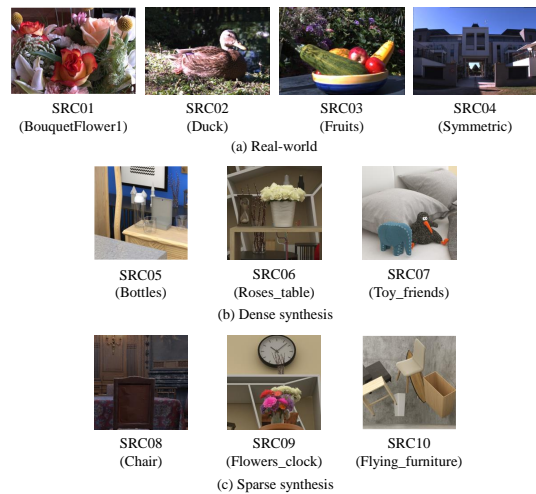 SRC01 SRC02 SRC03 SRC04
(BouquetFlower1) (Duck) (Fruits) (Symmetric)
(a) Real-world
SRC05 SRC06 SRC07
(Bottles) (Roses_table) (Toy_friends)
(b) Dense synthesis
SRC08 SRC09 SRC10
(Chair) (Flowers_clock) (Flying_furniture)
(c) Sparse synthesis